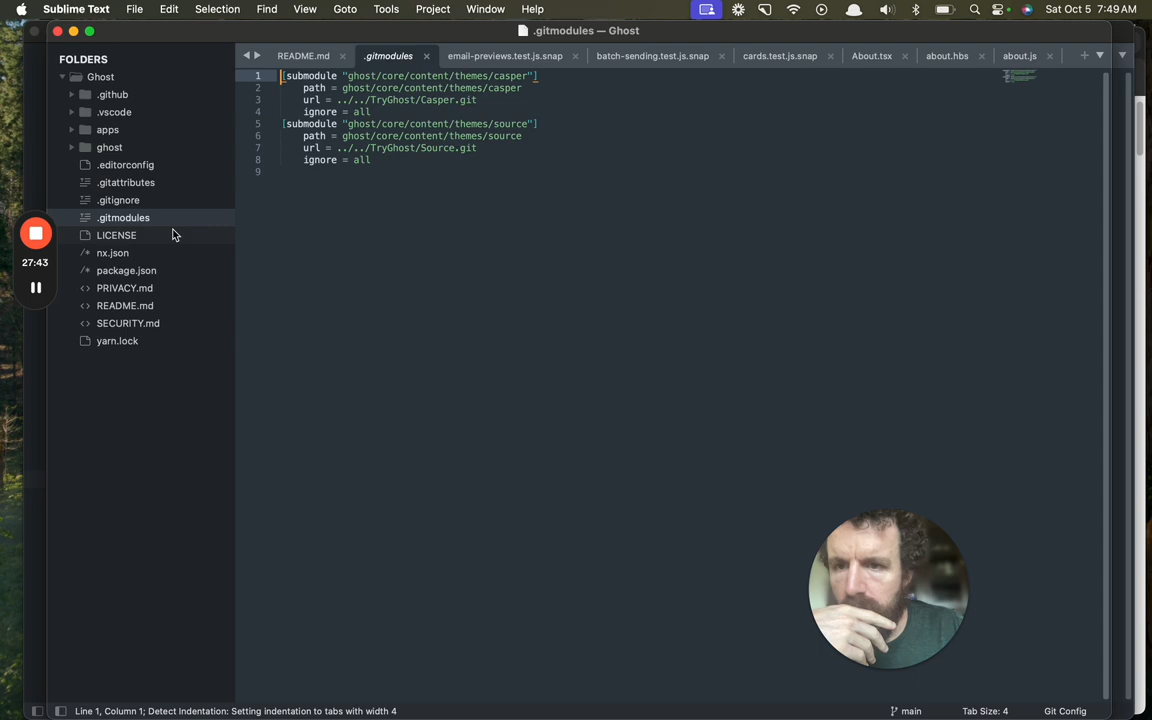 Sublime Text File Edit Selection Find View Goto Tools Project Window Help Sat Oct 5 7:49 AM
.gitmodules — Ghost
FOLDERS
Ghost
.github
.vscode
apps
ghost
.editorconfig
.gitattributes
.gitignore
.gitmodules
LICENSE
nx.json
package.json
PRIVACY.md
README.md
SECURITY.md
yarn.lock
27:43
README.md .gitmodules email-previews.test.js.snap batch-sending.test.js.snap cards.test.js.snap About.tsx about.hbs about.js
1 [submodule "ghost/core/content/themes/casper"]
2 path = ghost/core/content/themes/casper
3 url = ../../TryGhost/Casper.git
4 ignore = all
5 [submodule "ghost/core/content/themes/source"]
6 path = ghost/core/content/themes/source
7 url = ../../TryGhost/Source.git
8 ignore = all
9
Line 1, Column 1; Detect Indentation: Setting indentation to tabs with width 4 main Tab Size: 4 Git Config